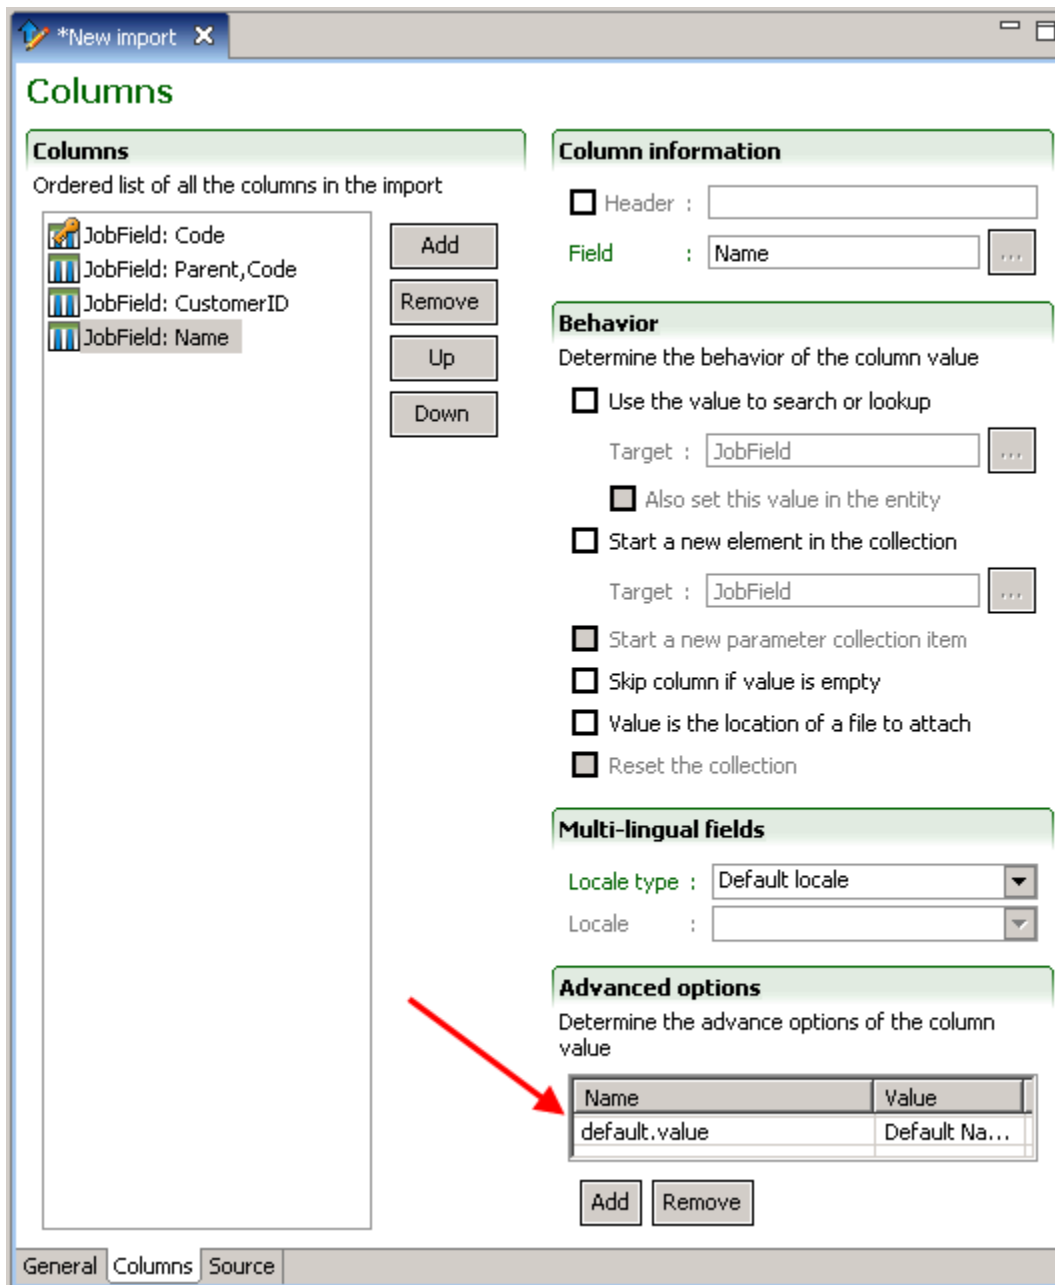 *New import
Columns
Columns
Ordered list of all the columns in the import
JobField: Code
JobField: Parent,Code
JobField: CustomerID
JobField: Name
Add
Remove
Up
Down
Column information
Header :
Field : Name ...
Behavior
Determine the behavior of the column value
Use the value to search or lookup
Target : JobField ...
Also set this value in the entity
Start a new element in the collection
Target : JobField ...
Start a new parameter collection item
Skip column if value is empty
Value is the location of a file to attach
Reset the collection
Multi-lingual fields
Locale type : Default locale
Locale :
Advanced options
Determine the advance options of the column
value
Name Value
default.value Default Na...
Add Remove
General Columns Source